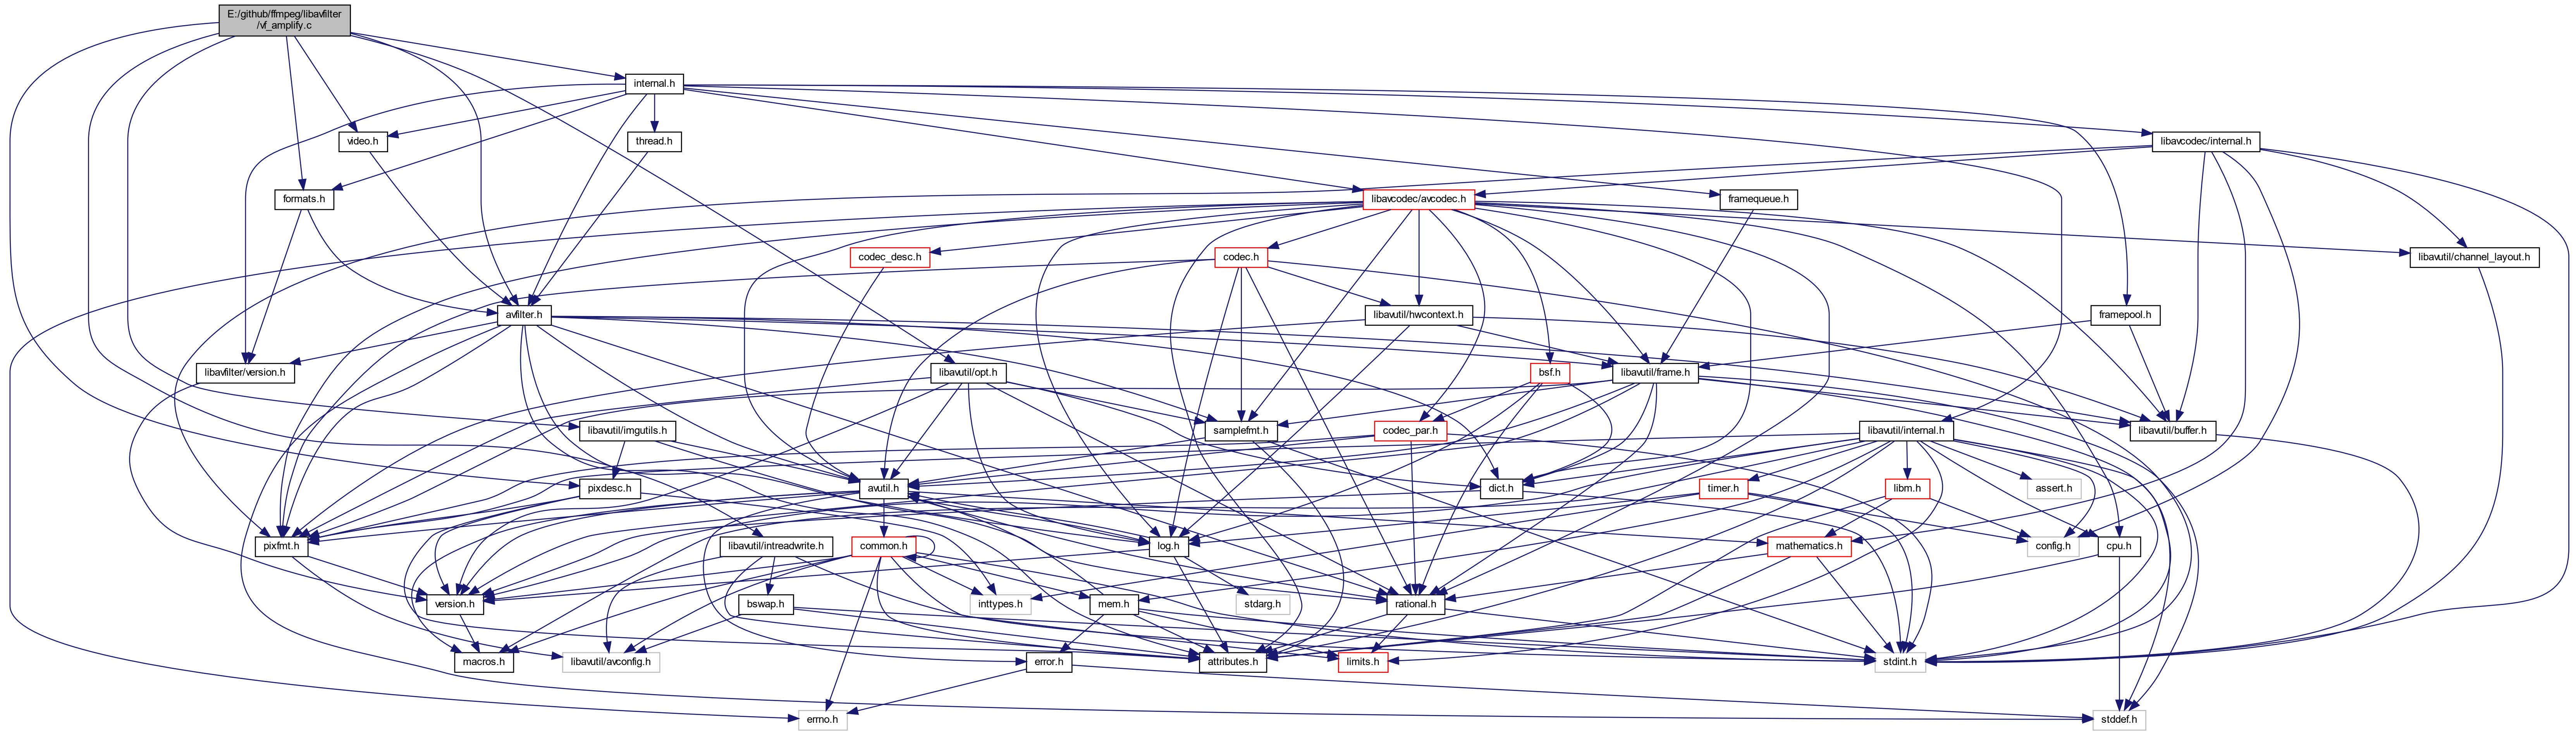 E:/github/ffmpeg/libavfilter
/vf_amplify.c
internal.h
video.h
thread.h
libavcodec/internal.h
formats.h
libavcodec/avcodec.h
framequeue.h
codec_desc.h
codec.h
libavutil/channel_layout.h
avfilter.h
libavutil/hwcontext.h
framepool.h
libavfilter/version.h
libavutil/opt.h
bsf.h
libavutil/frame.h
libavutil/imgutils.h
samplefmt.h
codec_par.h
libavutil/internal.h
libavutil/buffer.h
pixdesc.h
avutil.h
dict.h
timer.h
libm.h
assert.h
pixfmt.h
libavutil/intreadwrite.h
common.h
log.h
mathematics.h
config.h
cpu.h
version.h
bswap.h
inttypes.h
mem.h
stdarg.h
rational.h
macros.h
libavutil/avconfig.h
error.h
attributes.h
limits.h
stdint.h
errno.h
stddef.h